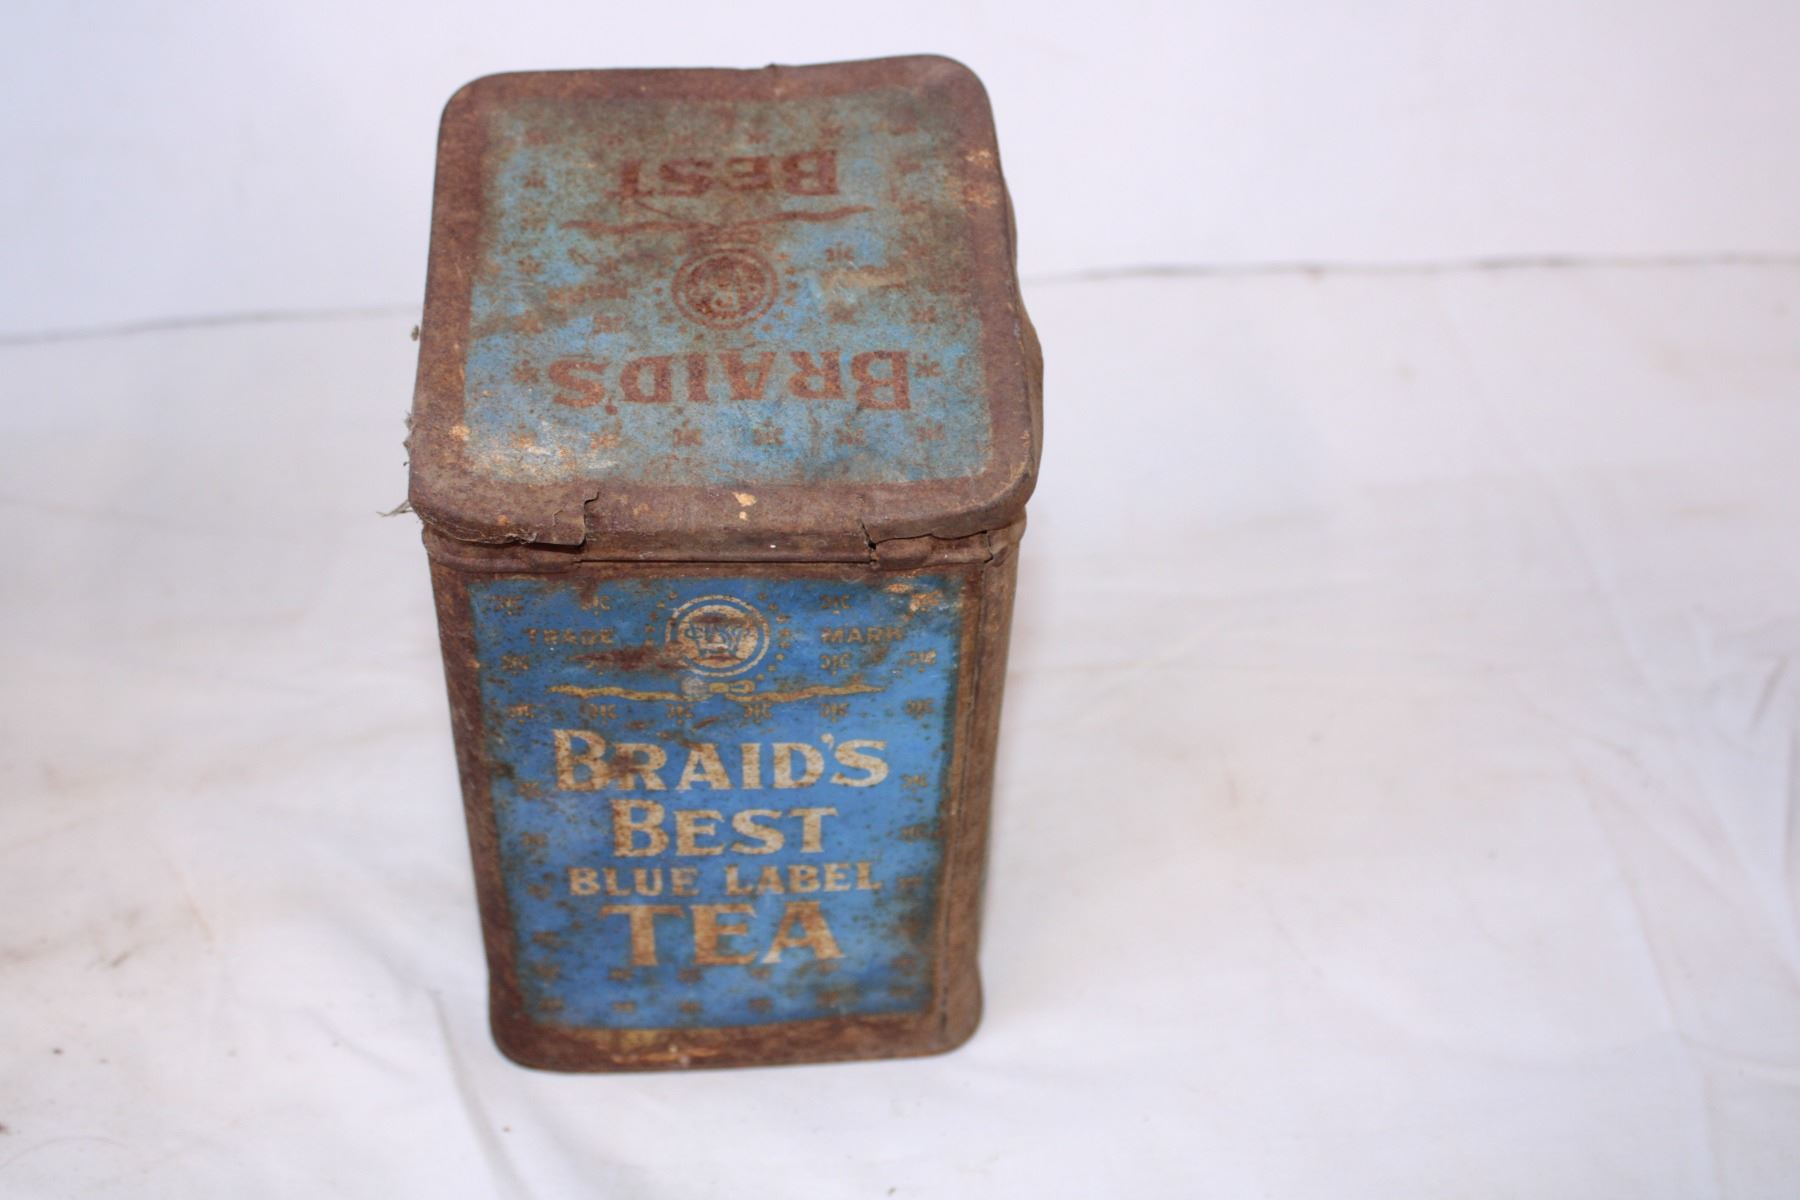 BRAID'S
BEST
TRADE MARK
BRAID'S
BEST
BLUE LABEL
TEA